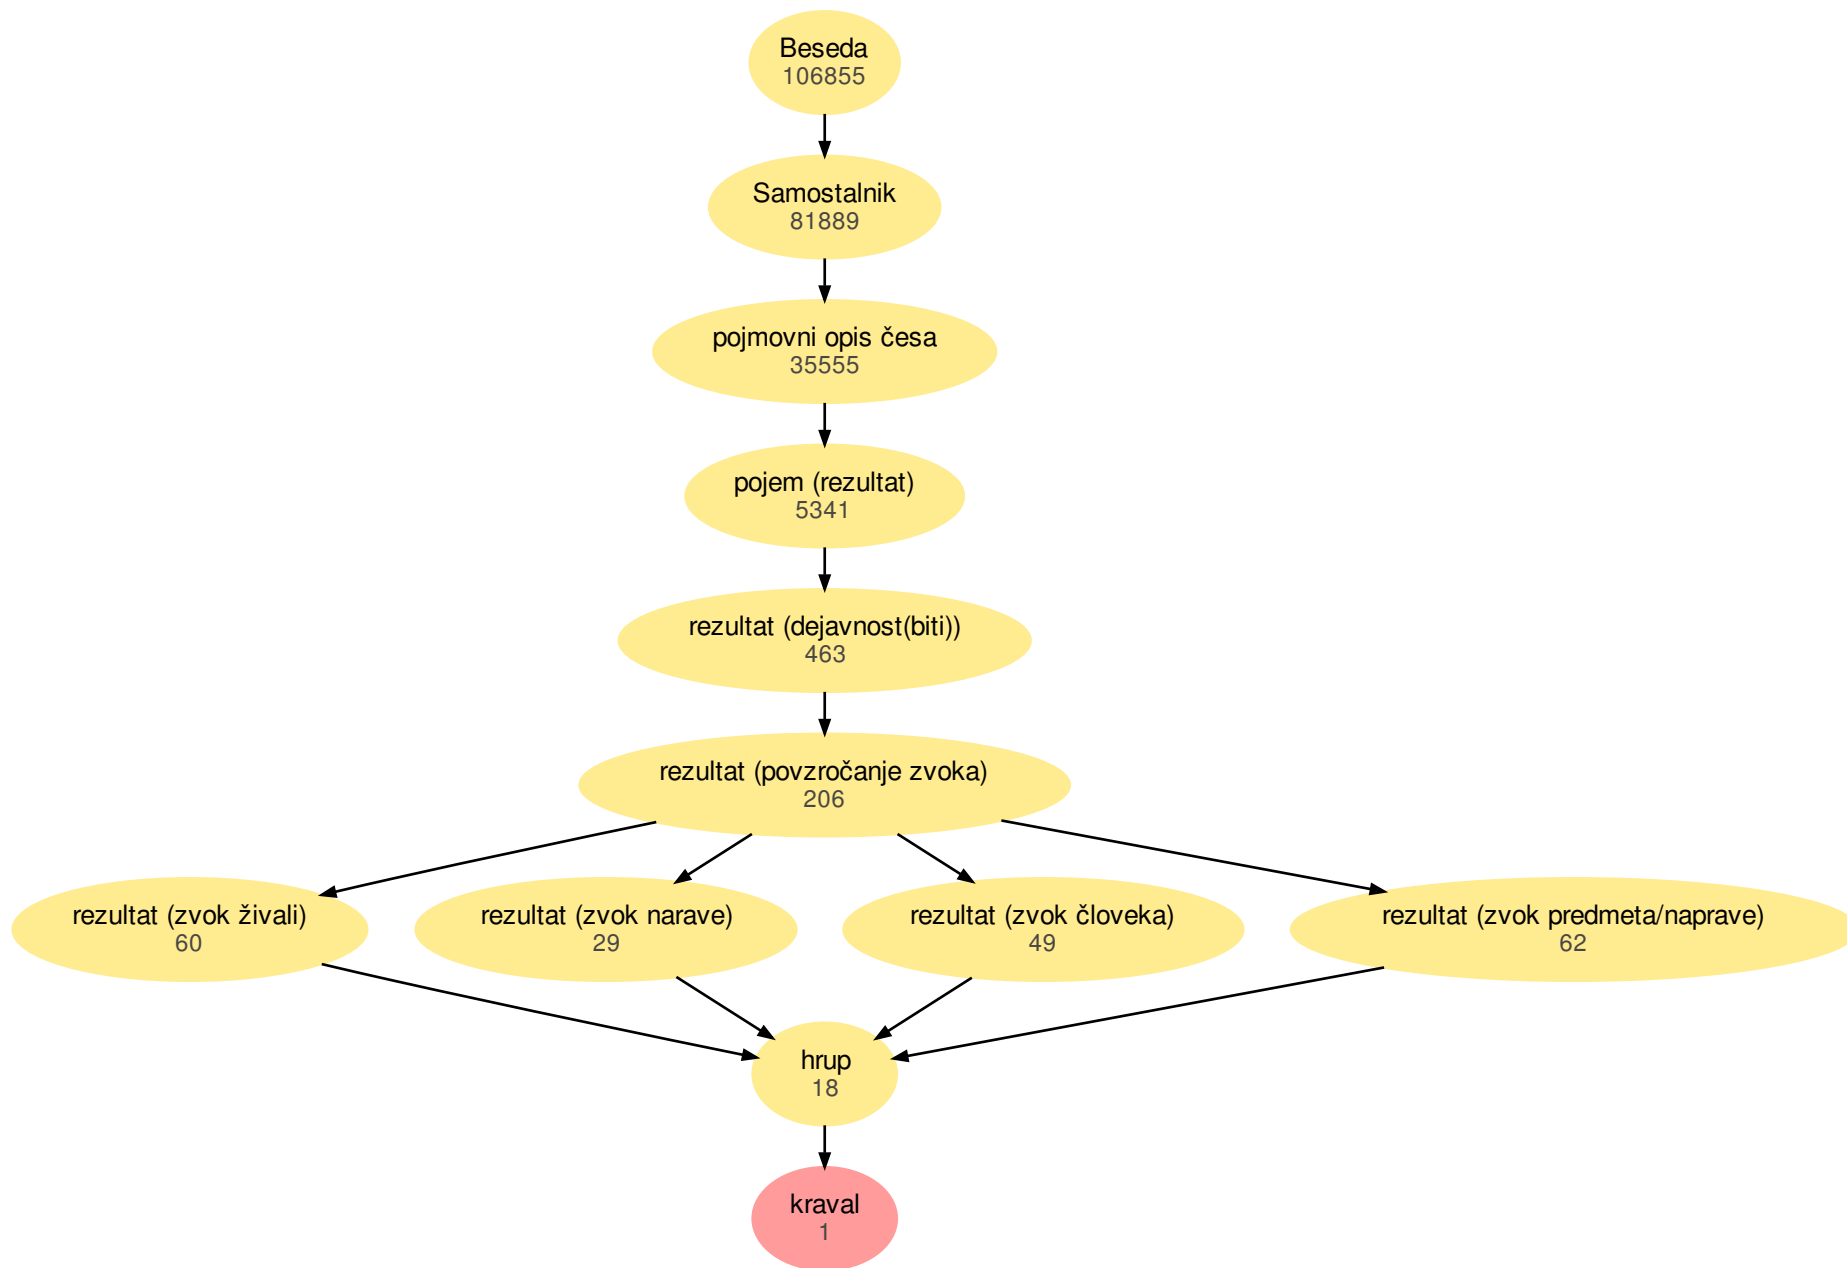 Beseda
106855
Samostalnik
81889
pojmovni opis česa
35555
pojem (rezultat)
5341
rezultat (dejavnost(biti))
463
rezultat (povzročanje zvoka)
206
rezultat (zvok živali)
60
rezultat (zvok narave)
29
rezultat (zvok človeka)
49
rezultat (zvok predmeta/naprave)
62
hrup
18
kraval
1